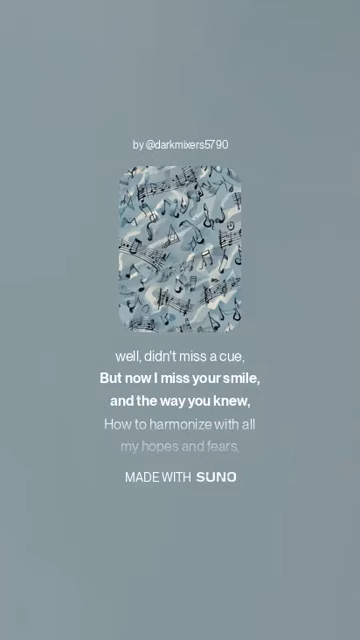 by @darkmixers5790
well, didn't miss a cue,
But now I miss your smile,
and the way you knew,
How to harmonize with all
my hopes and fears,
MADE WITH SUNO